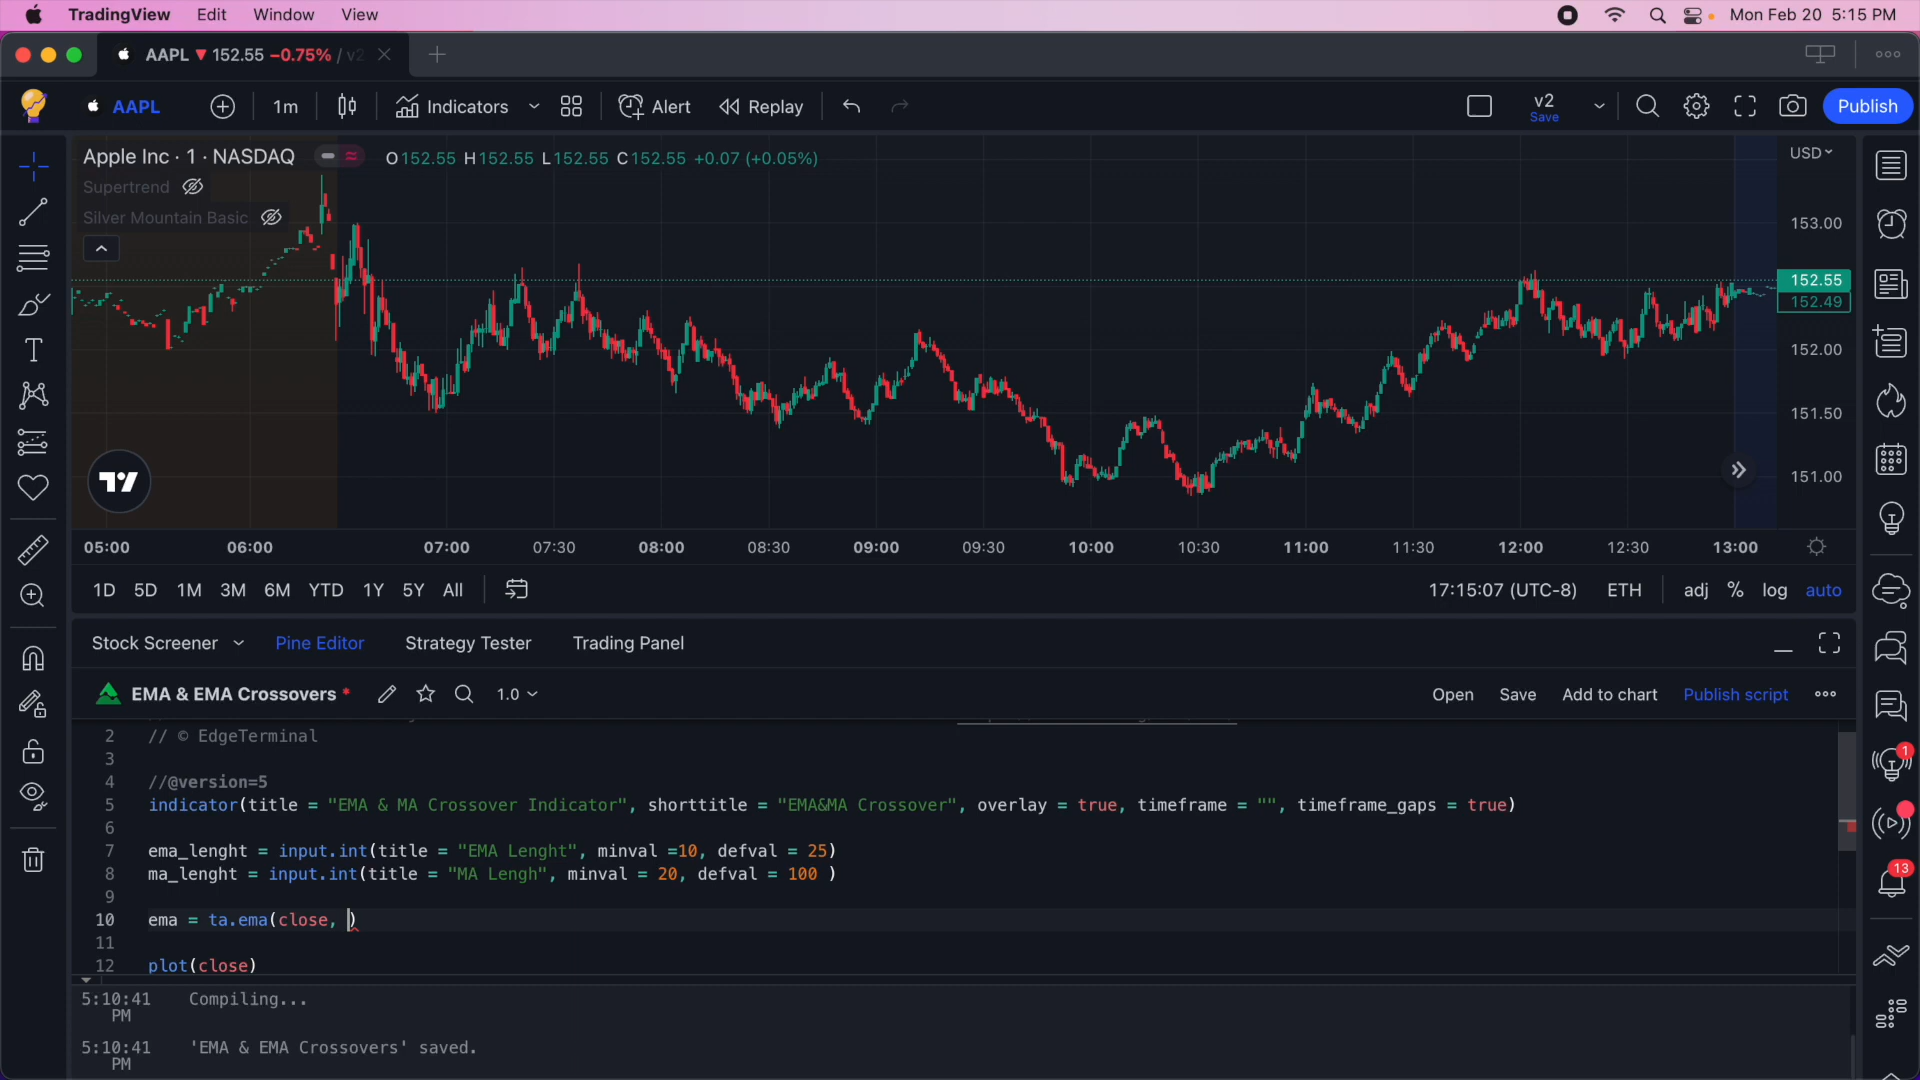 TradingView Edit Window View Mon Feb 20 5:15 PM
AAPL ▼ 152.55 −0.75% / v2
AAPL 1m Indicators Alert Replay v2 Save Publish
Apple Inc · 1 · NASDAQ O152.55 H152.55 L152.55 C152.55 +0.07 (+0.05%) USD
Supertrend
Silver Mountain Basic
153.00
152.55
152.49
152.00
151.50
151.00
05:00 06:00 07:00 07:30 08:00 08:30 09:00 09:30 10:00 10:30 11:00 11:30 12:00 12:30 13:00
1D 5D 1M 3M 6M YTD 1Y 5Y All 17:15:07 (UTC-8) ETH adj % log auto
Stock Screener Pine Editor Strategy Tester Trading Panel
EMA & EMA Crossovers * 1.0 Open Save Add to chart Publish script
2 // © EdgeTerminal
3
4 //@version=5
5 indicator(title = "EMA & MA Crossover Indicator", shorttitle = "EMA&MA Crossover", overlay = true, timeframe = "", timeframe_gaps = true)
6
7 ema_lenght = input.int(title = "EMA Lenght", minval =10, defval = 25)
8 ma_lenght = input.int(title = "MA Lengh", minval = 20, defval = 100 )
9
10 ema = ta.ema(close, )
11
12 plot(close)
5:10:41 PM Compiling...
5:10:41 PM 'EMA & EMA Crossovers' saved.
1
13